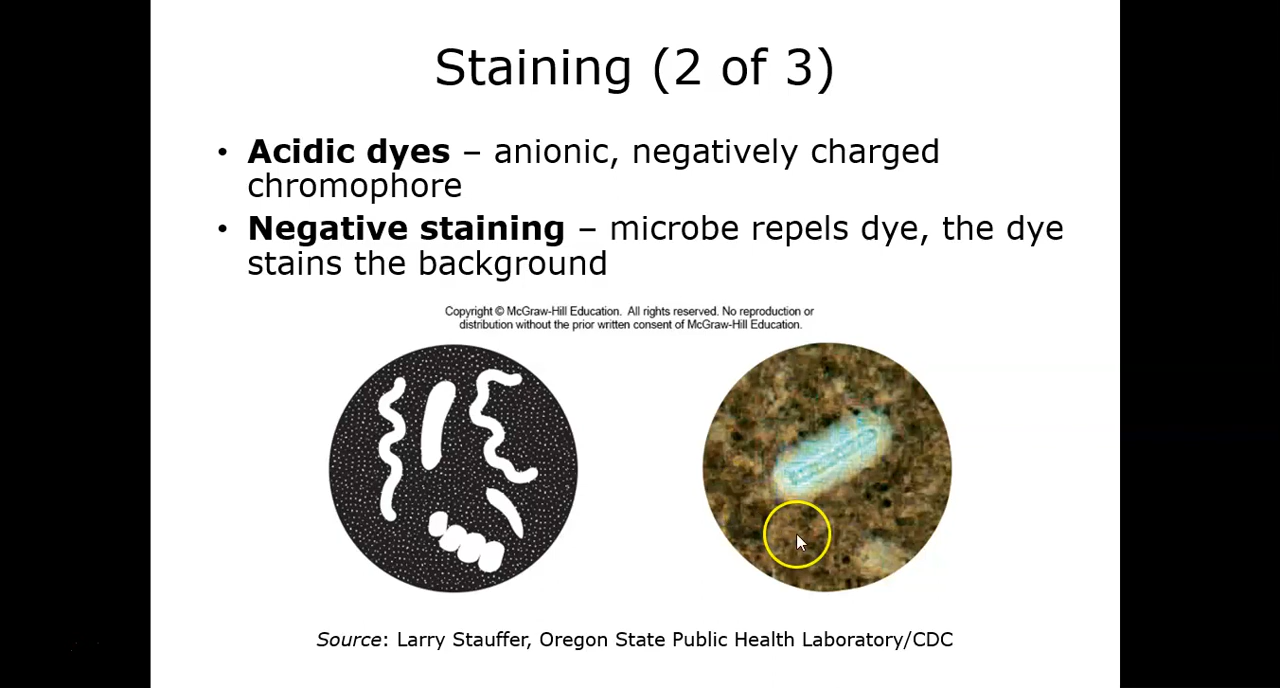 Staining (2 of 3)
• Acidic dyes – anionic, negatively charged
chromophore
• Negative staining – microbe repels dye, the dye
stains the background
Copyright © McGraw-Hill Education. All rights reserved. No reproduction or
distribution without the prior written consent of McGraw-Hill Education.
Source: Larry Stauffer, Oregon State Public Health Laboratory/CDC